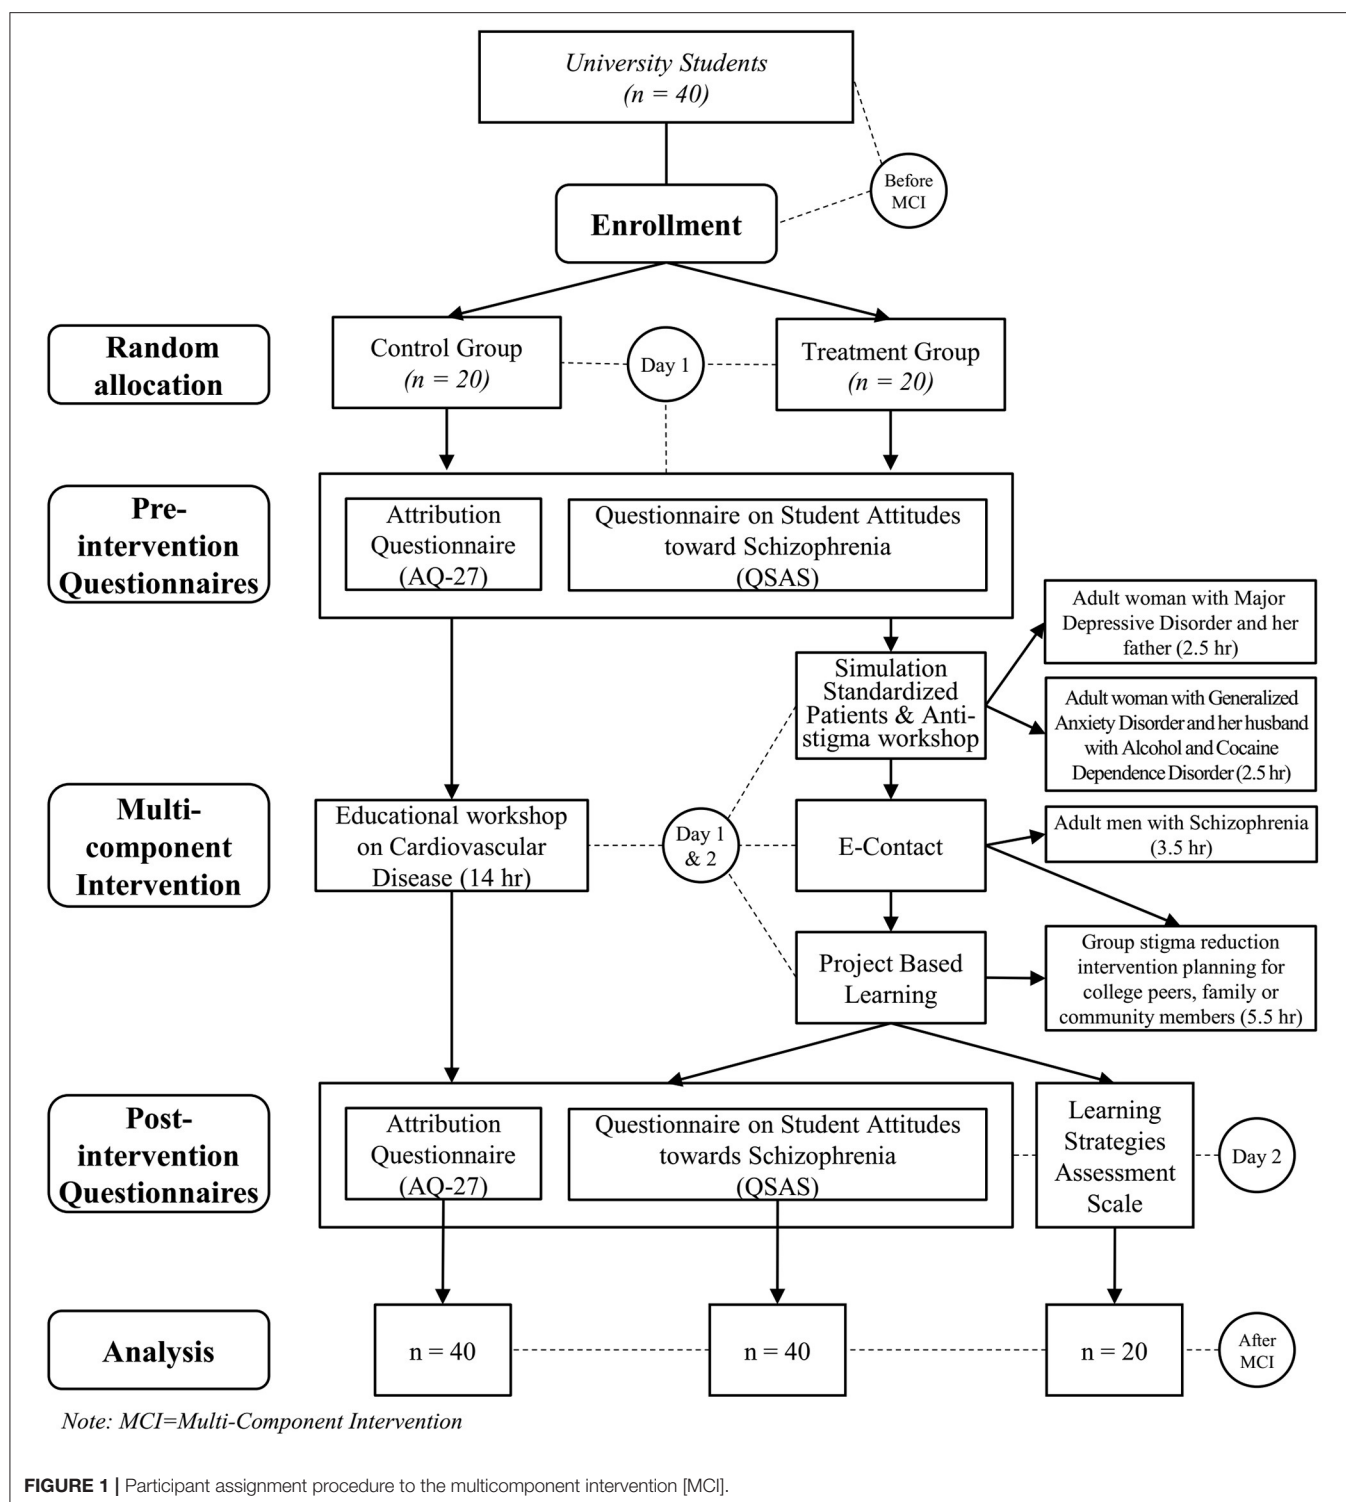 University Students
(n = 40)
Before
MCI
Enrollment
Random
allocation
Control Group
(n = 20)
Day 1
Treatment Group
(n = 20)
Pre-
intervention
Questionnaires
Attribution
Questionnaire
(AQ-27)
Questionnaire on Student Attitudes
toward Schizophrenia
(QSAS)
Adult woman with Major
Depressive Disorder and her
father (2.5 hr)
Simulation
Standardized
Patients & Anti-
stigma workshop
Adult woman with Generalized
Anxiety Disorder and her husband
with Alcohol and Cocaine
Dependence Disorder (2.5 hr)
Multi-
component
Intervention
Educational workshop
on Cardiovascular
Disease (14 hr)
Day 1
& 2
E-Contact
Adult men with Schizophrenia
(3.5 hr)
Project Based
Learning
Group stigma reduction
intervention planning for
college peers, family or
community members (5.5 hr)
Post-
intervention
Questionnaires
Attribution
Questionnaire
(AQ-27)
Questionnaire on Student Attitudes
towards Schizophrenia
(QSAS)
Learning
Strategies
Assessment
Scale
Day 2
Analysis
n = 40
n = 40
n = 20
After
MCI
Note: MCI=Multi-Component Intervention
FIGURE 1 | Participant assignment procedure to the multicomponent intervention [MCI].